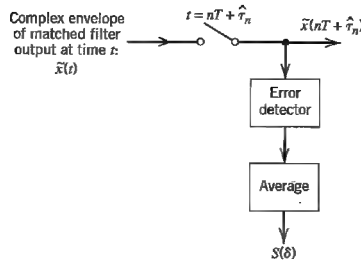 Complex envelope
of matched filter
output at time t:
x̃(t)
t = nT + τ̂ₙ
x̃(nT + τ̂ₙ)
Error
detector
Average
S(δ)